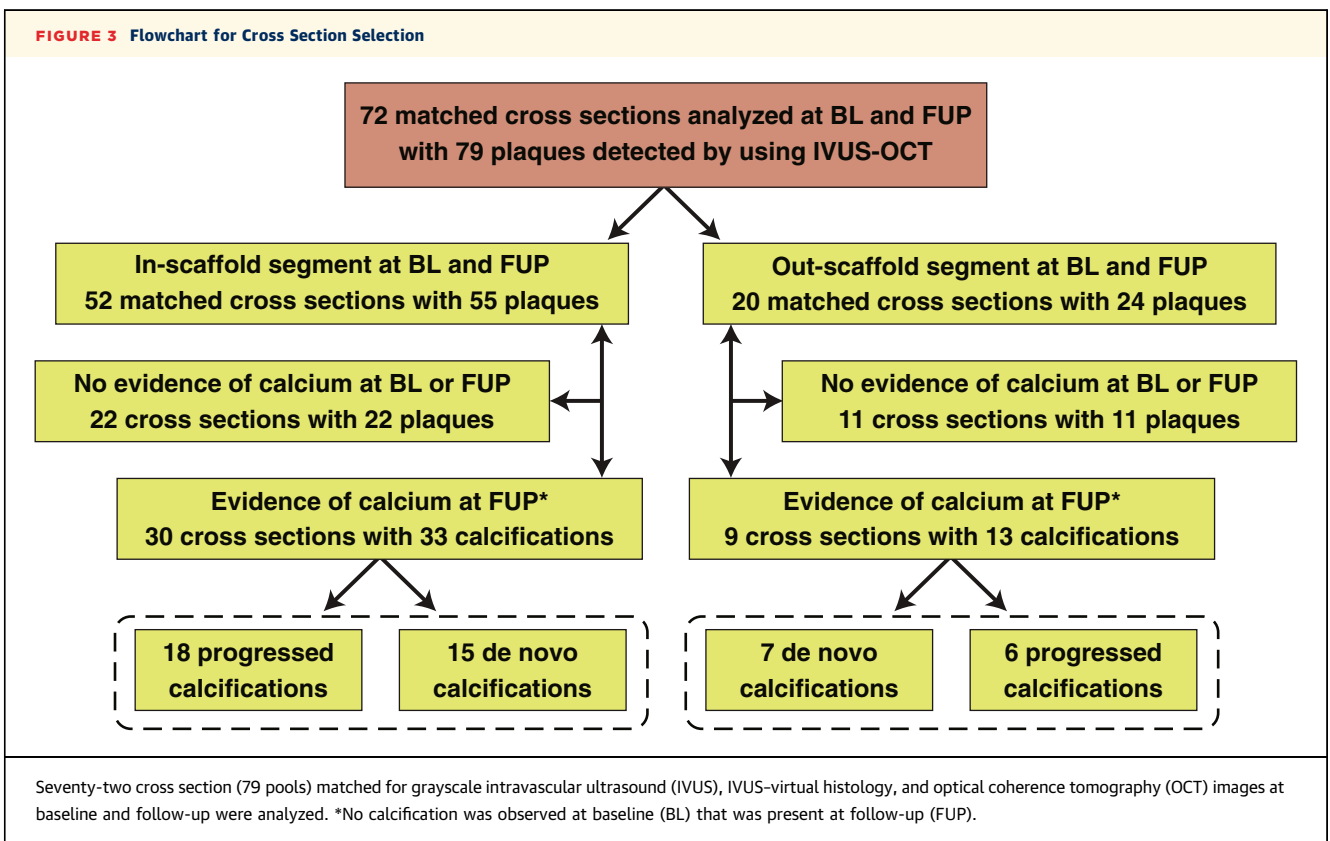 FIGURE 3 Flowchart for Cross Section Selection
72 matched cross sections analyzed at BL and FUP
with 79 plaques detected by using IVUS-OCT
In-scaffold segment at BL and FUP
52 matched cross sections with 55 plaques
Out-scaffold segment at BL and FUP
20 matched cross sections with 24 plaques
No evidence of calcium at BL or FUP
22 cross sections with 22 plaques
No evidence of calcium at BL or FUP
11 cross sections with 11 plaques
Evidence of calcium at FUP*
30 cross sections with 33 calcifications
Evidence of calcium at FUP*
9 cross sections with 13 calcifications
18 progressed
calcifications
15 de novo
calcifications
7 de novo
calcifications
6 progressed
calcifications
Seventy-two cross section (79 pools) matched for grayscale intravascular ultrasound (IVUS), IVUS-virtual histology, and optical coherence tomography (OCT) images at
baseline and follow-up were analyzed. *No calcification was observed at baseline (BL) that was present at follow-up (FUP).